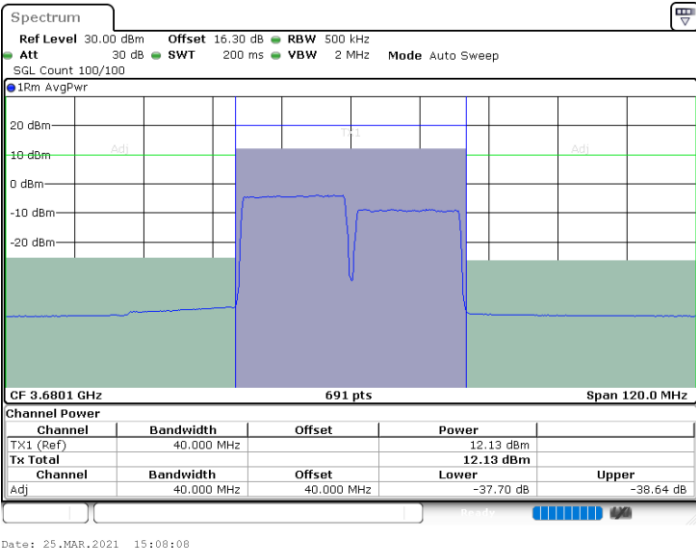 Spectrum
Ref Level 30.00 dBm Offset 16.30 dB RBW 500 kHz
Att 30 dB SWT 200 ms VBW 2 MHz Mode Auto Sweep
SGL Count 100/100
1Rm AvgPwr
20 dBm
TX1
Adj Adj
10 dBm
0 dBm
-10 dBm
-20 dBm
CF 3.6801 GHz 691 pts Span 120.0 MHz
Channel Power
Channel Bandwidth Offset Power
TX1 (Ref) 40.000 MHz 12.13 dBm
Tx Total 12.13 dBm
Channel Bandwidth Offset Lower Upper
Adj 40.000 MHz 40.000 MHz -37.70 dB -38.64 dB
Ready
Date: 25.MAR.2021 15:08:08